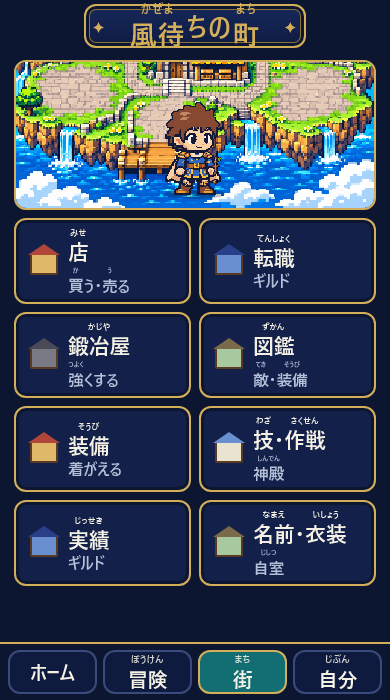 かぜま まち
風待ちの町
みせ
店
か う
買う・売る
てんしょく
転職
ギルド
かじや
鍛冶屋
つよく
強くする
ずかん
図鑑
てき そうび
敵・装備
そうび
装備
着がえる
わざ さくせん
技・作戦
しんでん
神殿
じっせき
実績
ギルド
なまえ いしょう
名前・衣装
じしつ
自室
ホーム
ぼうけん
冒険
まち
街
じぶん
自分